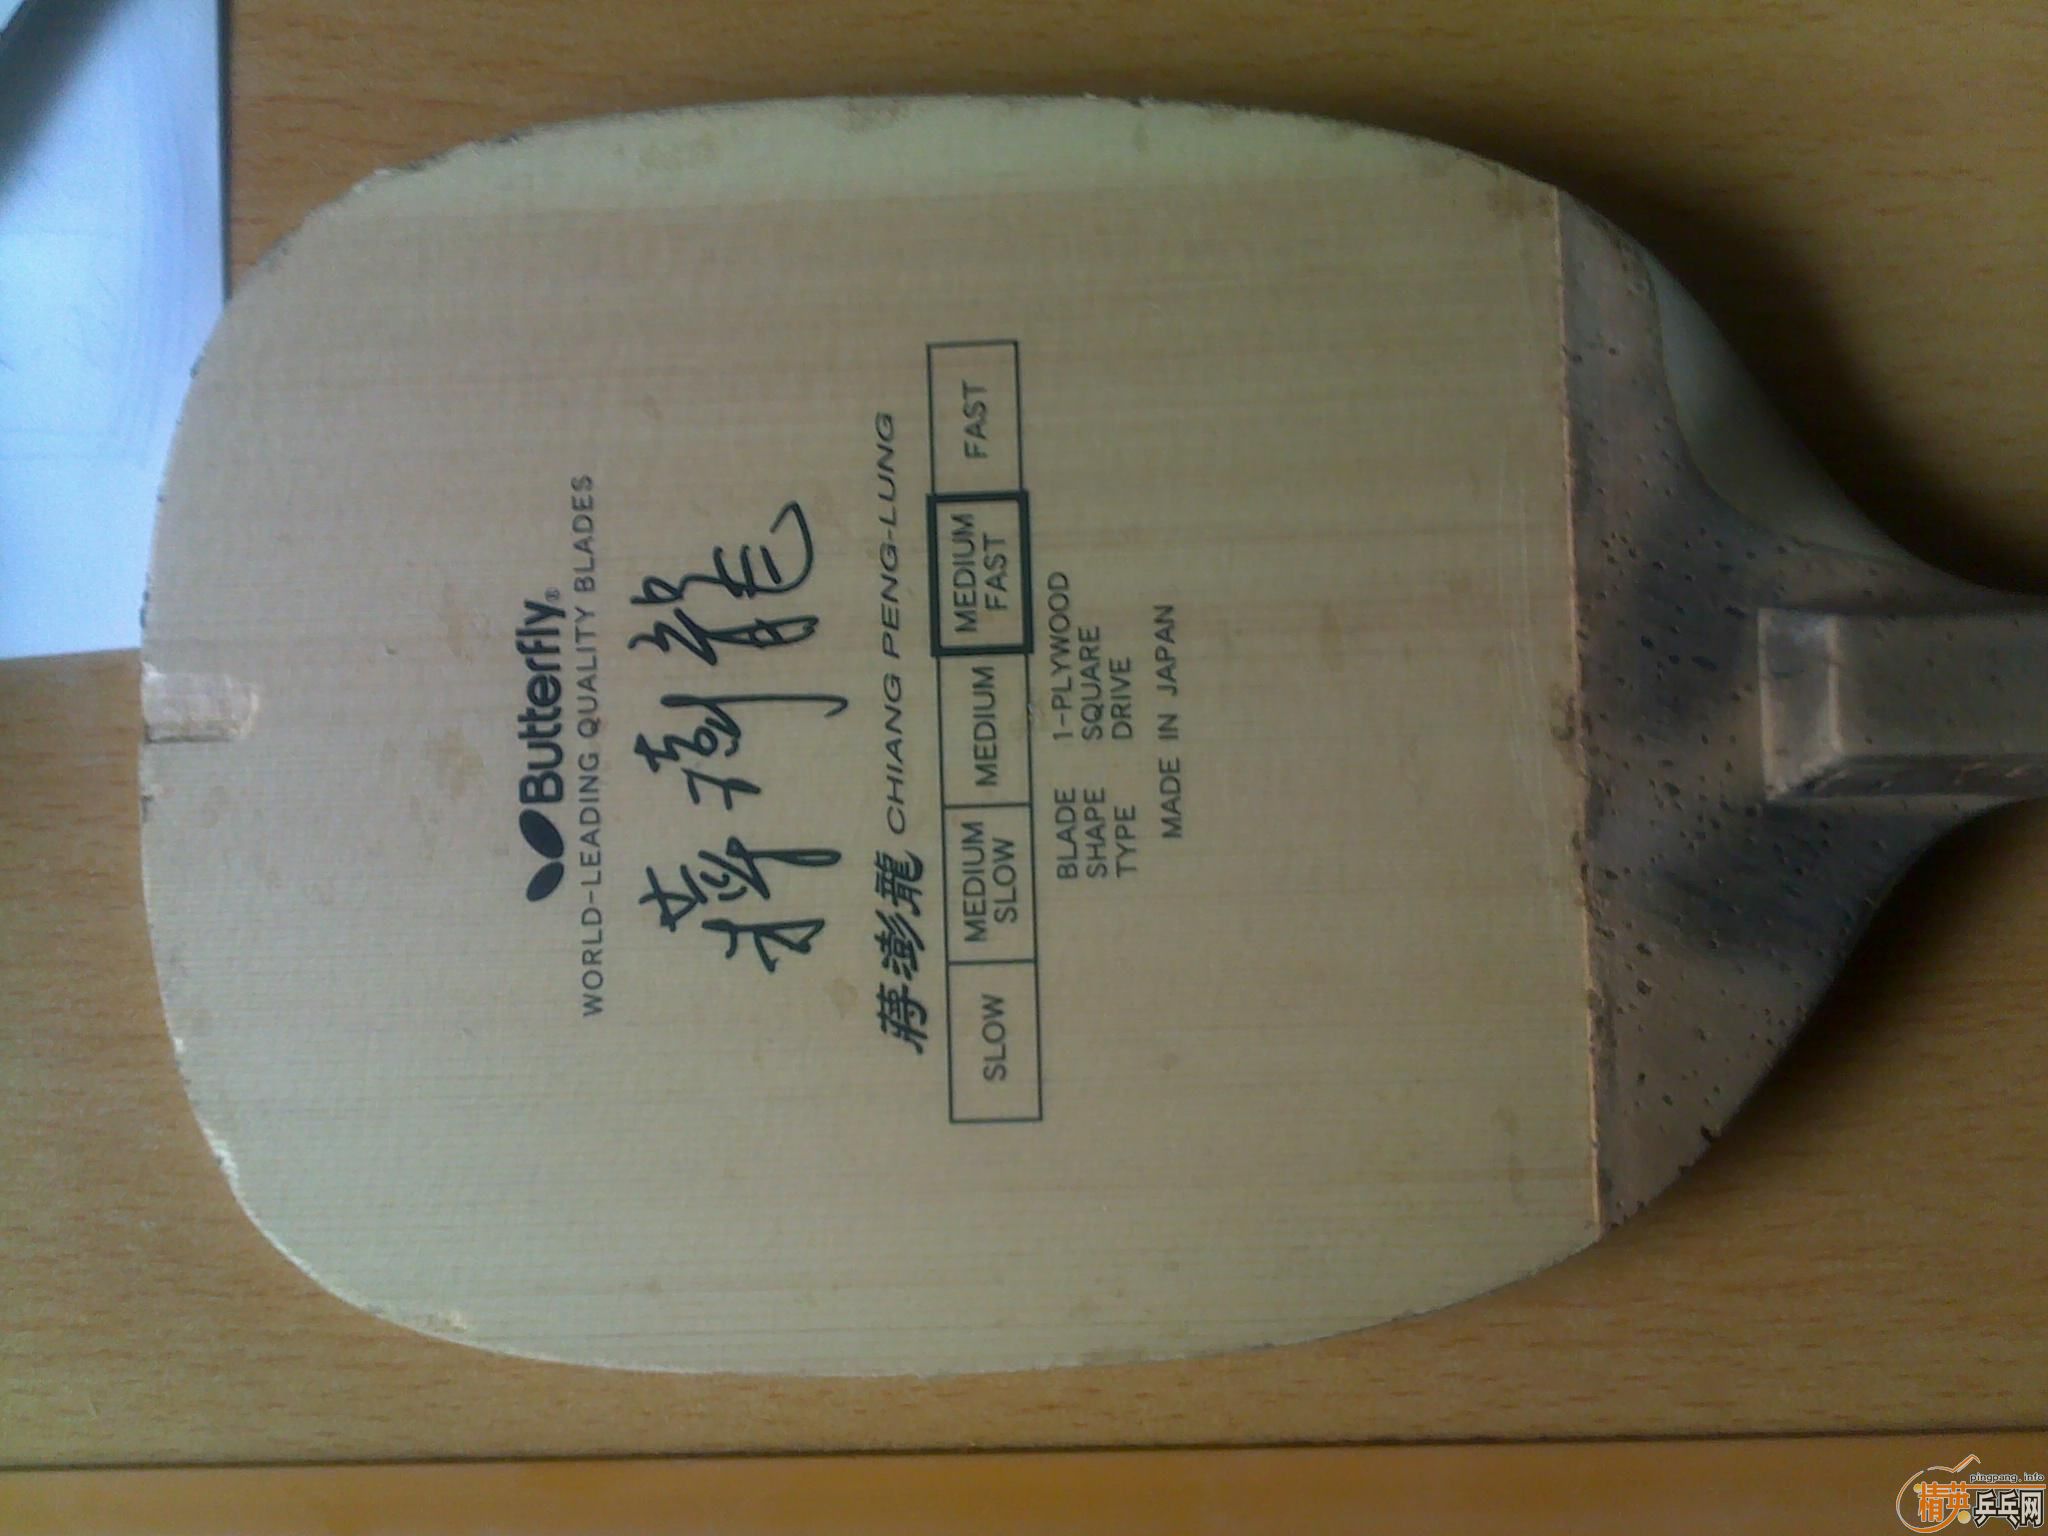 Butterfly®
WORLD-LEADING QUALITY BLADES
蔣澎龍
蔣澎龍 CHIANG PENG-LUNG
SLOW
MEDIUM
SLOW
MEDIUM
MEDIUM
FAST
FAST
BLADE 1-PLYWOOD
SHAPE SQUARE
TYPE DRIVE
MADE IN JAPAN
pingpang.info
精英乒乓网